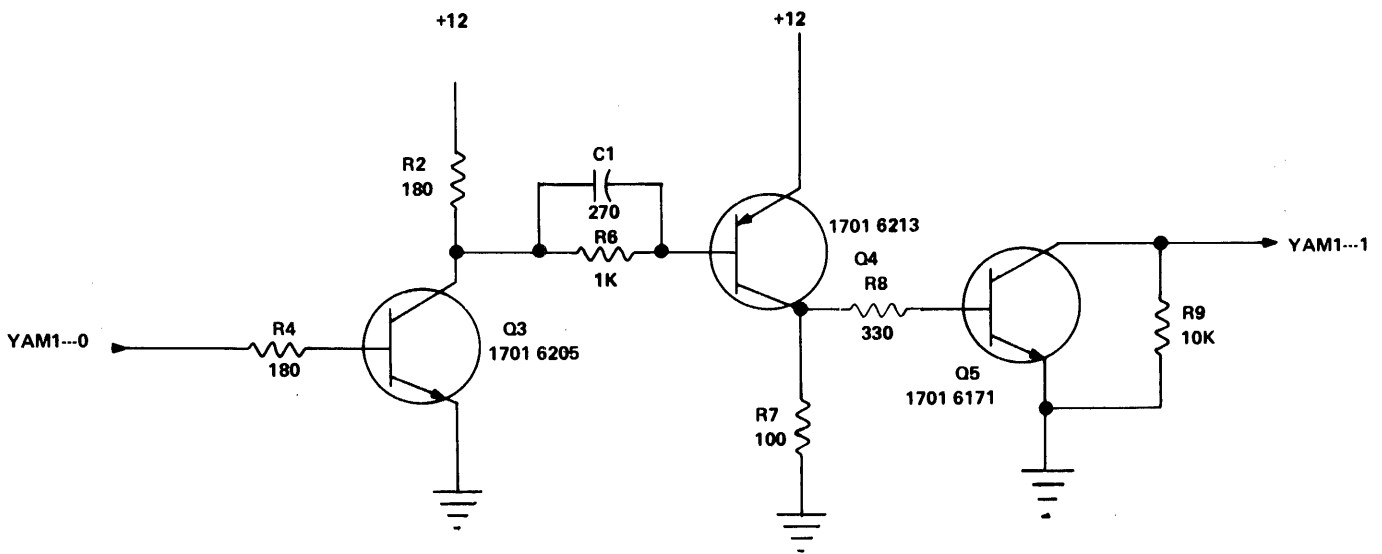 +12
+12
R2
180
C1
270
R6
1K
1701 6213
Q4
R8
330
YAM1---1
R9
10K
YAM1---0
R4
180
Q3
1701 6205
Q5
1701 6171
R7
100